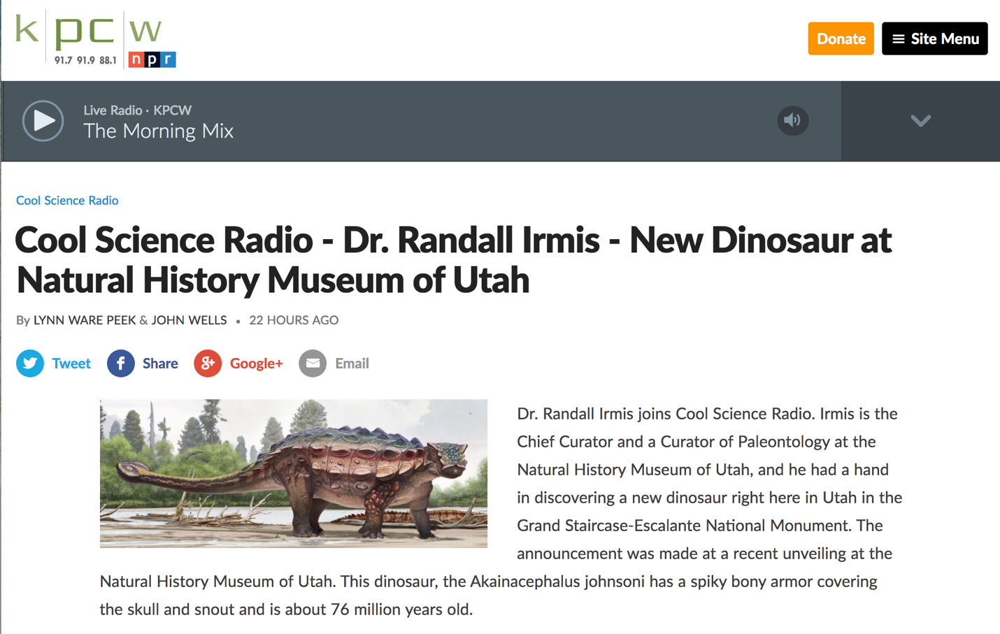 kpcw
91.7 91.9 88.1
npr
Donate
Site Menu
Live Radio · KPCW
The Morning Mix
Cool Science Radio
Cool Science Radio - Dr. Randall Irmis - New Dinosaur at
Natural History Museum of Utah
By LYNN WARE PEEK & JOHN WELLS • 22 HOURS AGO
Tweet
f Share
g+ Google+
Email
Dr. Randall Irmis joins Cool Science Radio. Irmis is the
Chief Curator and a Curator of Paleontology at the
Natural History Museum of Utah, and he had a hand
in discovering a new dinosaur right here in Utah in the
Grand Staircase-Escalante National Monument. The
announcement was made at a recent unveiling at the
Natural History Museum of Utah. This dinosaur, the Akainacephalus johnsoni has a spiky bony armor covering
the skull and snout and is about 76 million years old.